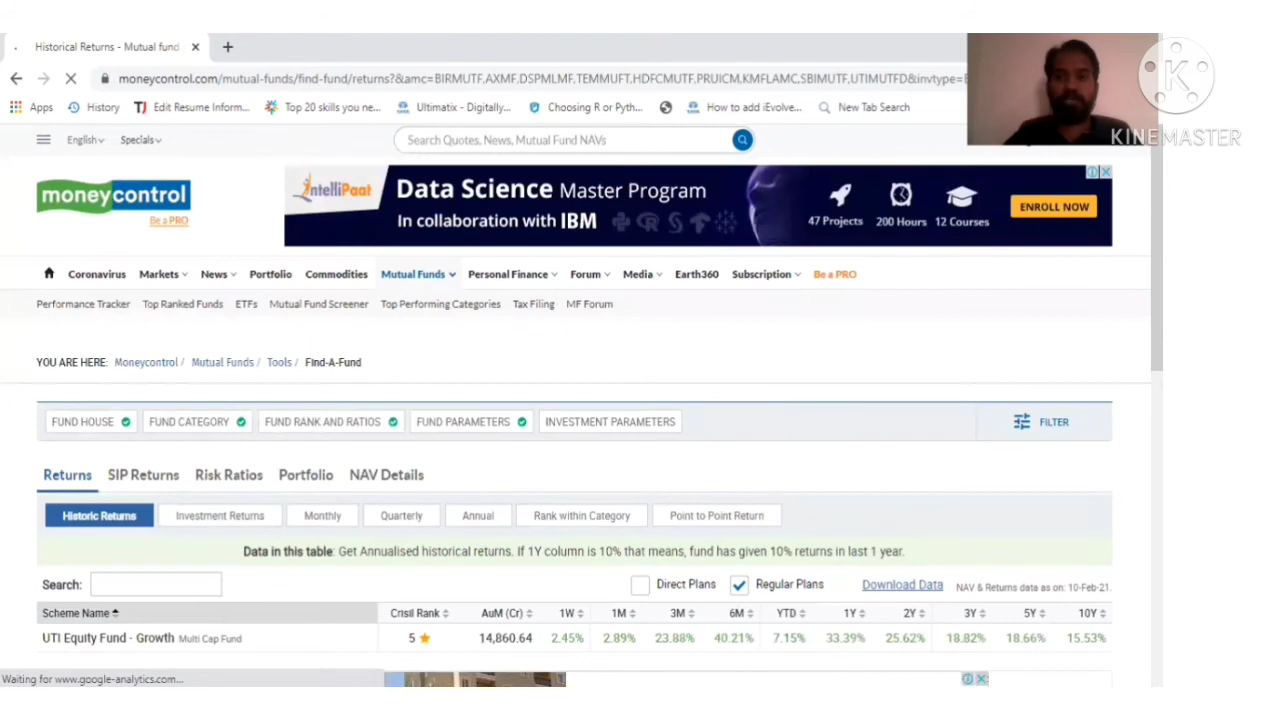 Historical Returns - Mutual fund
moneycontrol.com/mutual-funds/find-fund/returns?&amc=BIRMUTF,AXMF,DSPMLMF,TEMMUFT,HDFCMUTF,PRUICM,KMFLAMC,SBIMUTF,UTIMUTFD&invtype=E
Apps History Edit Resume Inform... Top 20 skills you ne... Ultimatix - Digitally... Choosing R or Pyth... How to add iEvolve... New Tab Search
KINEMASTER
English Specials Search Quotes, News, Mutual Fund NAVs
moneycontrol
Be a PRO
IntelliPaat Data Science Master Program
In collaboration with IBM
47 Projects 200 Hours 12 Courses
ENROLL NOW
Coronavirus Markets News Portfolio Commodities Mutual Funds Personal Finance Forum Media Earth360 Subscription Be a PRO
Performance Tracker Top Ranked Funds ETFs Mutual Fund Screener Top Performing Categories Tax Filing MF Forum
YOU ARE HERE: Moneycontrol / Mutual Funds / Tools / Find-A-Fund
FUND HOUSE FUND CATEGORY FUND RANK AND RATIOS FUND PARAMETERS INVESTMENT PARAMETERS FILTER
Returns SIP Returns Risk Ratios Portfolio NAV Details
Historic Returns Investment Returns Monthly Quarterly Annual Rank within Category Point to Point Return
Data in this table: Get Annualised historical returns. If 1Y column is 10% that means, fund has given 10% returns in last 1 year.
Search: Direct Plans Regular Plans Download Data NAV & Returns data as on: 10-Feb-21.
Scheme Name Crisil Rank AuM (Cr) 1W 1M 3M 6M YTD 1Y 2Y 3Y 5Y 10Y
UTI Equity Fund - Growth Multi Cap Fund 5 14,860.64 2.45% 2.89% 23.88% 40.21% 7.15% 33.39% 25.62% 18.82% 18.66% 15.53%
Waiting for www.google-analytics.com...